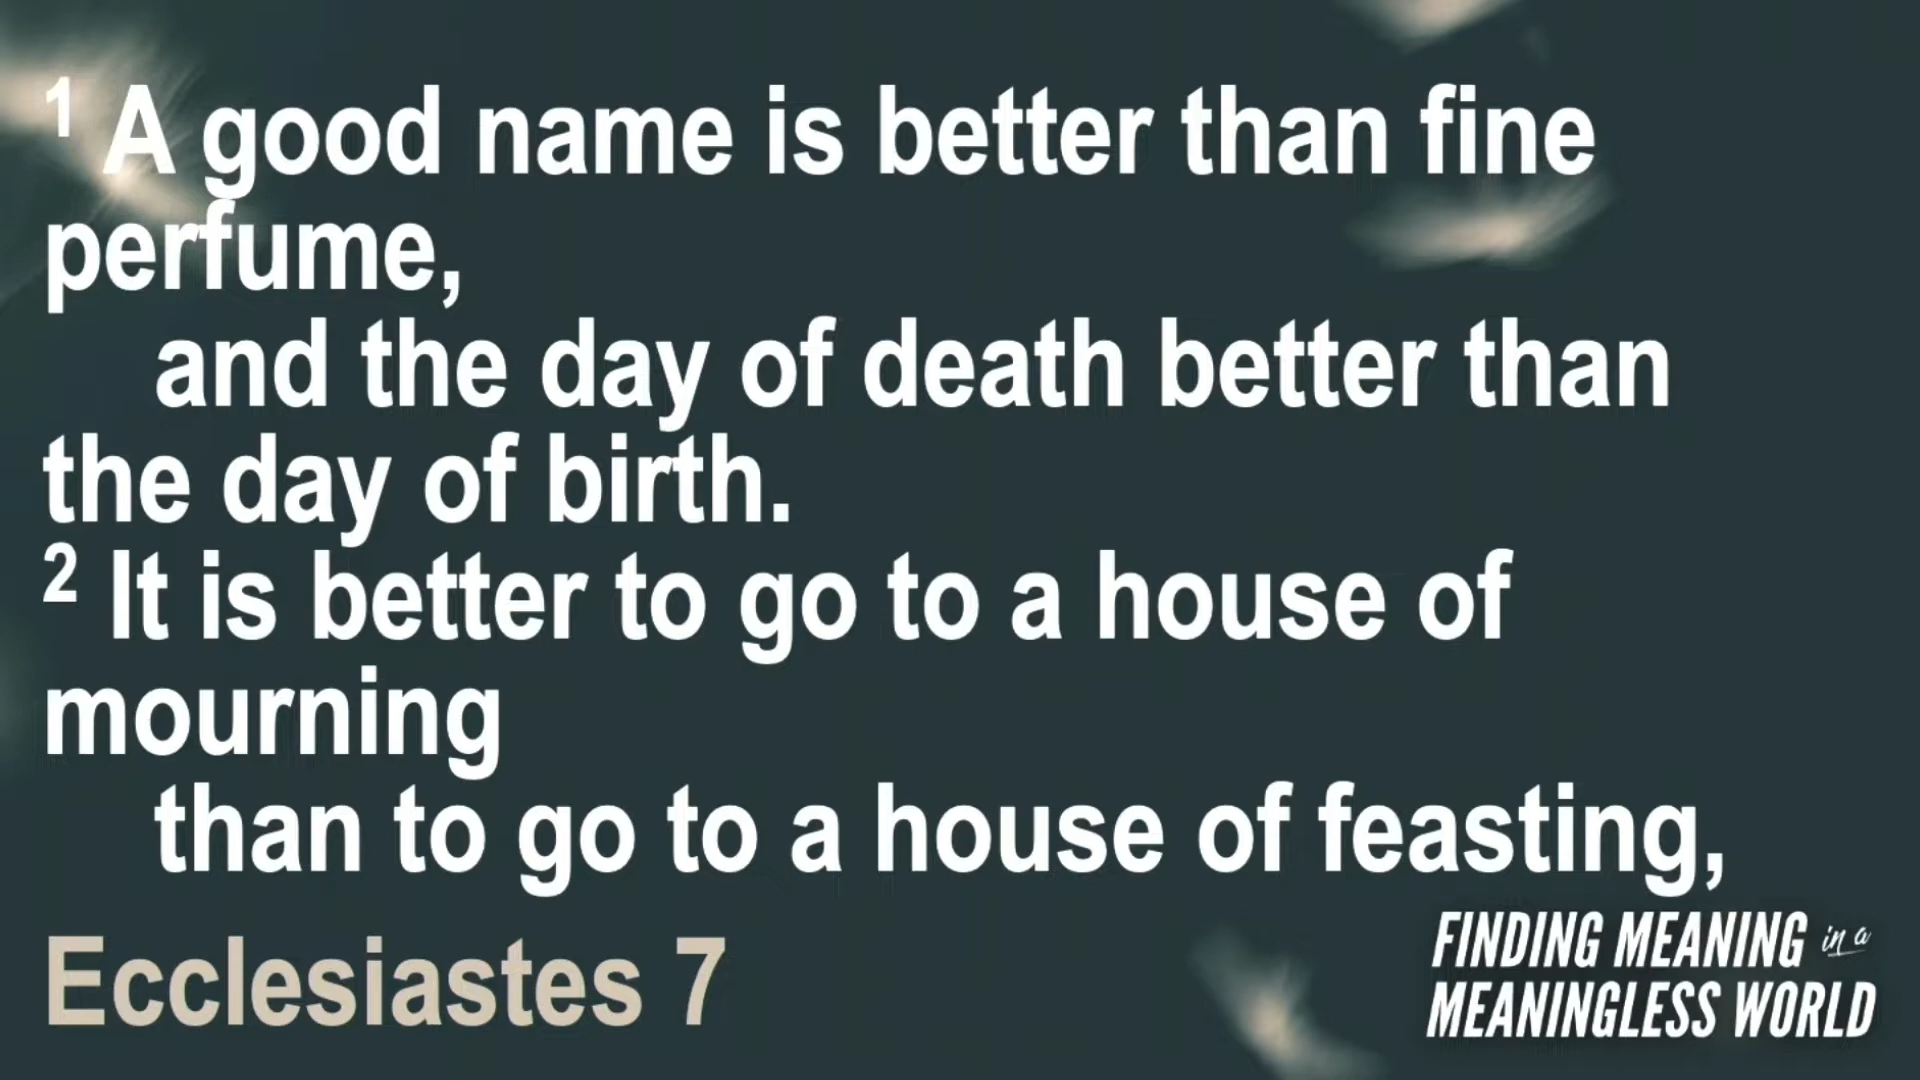 1 A good name is better than fine
perfume,
and the day of death better than
the day of birth.
2 It is better to go to a house of
mourning
than to go to a house of feasting,
Ecclesiastes 7
FINDING MEANING in a
MEANINGLESS WORLD